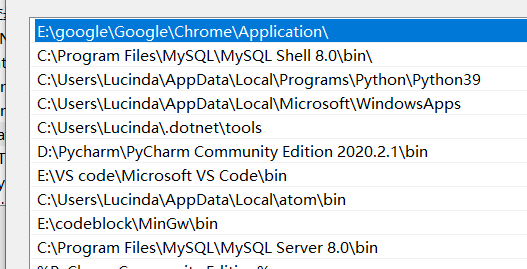 E:\google\Google\Chrome\Application\
C:\Program Files\MySQL\MySQL Shell 8.0\bin\
C:\Users\Lucinda\AppData\Local\Programs\Python\Python39
C:\Users\Lucinda\AppData\Local\Microsoft\WindowsApps
C:\Users\Lucinda\.dotnet\tools
D:\Pycharm\PyCharm Community Edition 2020.2.1\bin
E:\VS code\Microsoft VS Code\bin
C:\Users\Lucinda\AppData\Local\atom\bin
E:\codeblock\MinGw\bin
C:\Program Files\MySQL\MySQL Server 8.0\bin